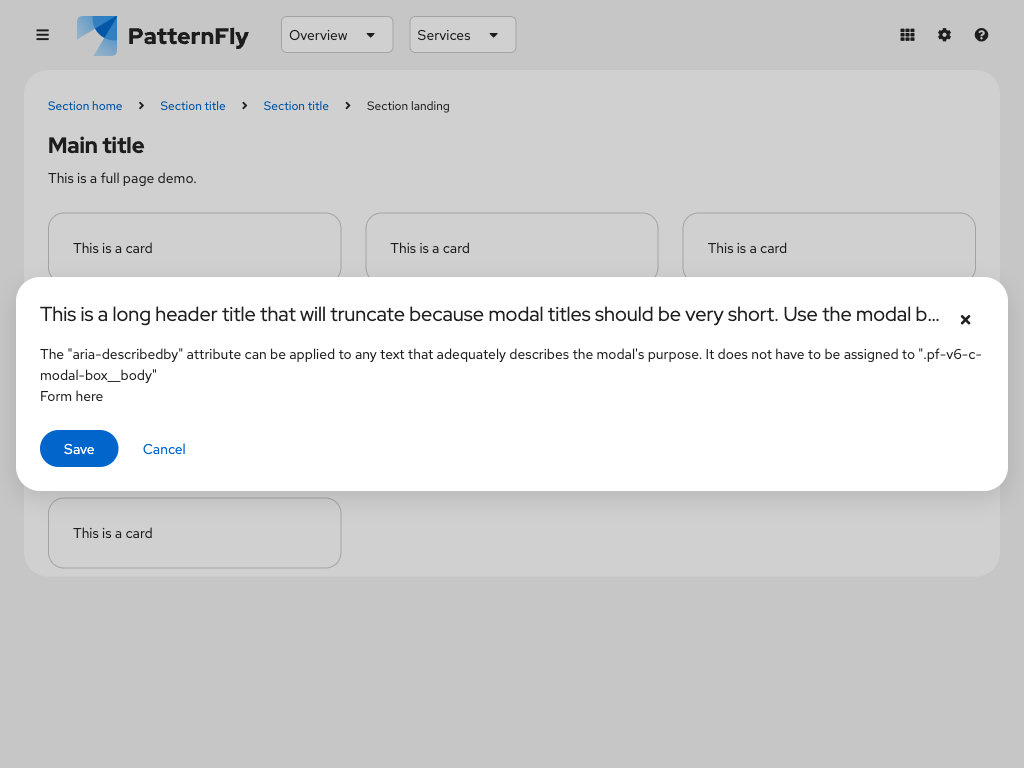 PatternFly
Overview
Services
Section home
Section title
Section title
Section landing
Main title
This is a full page demo.
This is a card
This is a card
This is a card
This is a long header title that will truncate because modal titles should be very short. Use the modal b...
The "aria-describedby" attribute can be applied to any text that adequately describes the modal's purpose. It does not have to be assigned to ".pf-v6-c-
modal-box__body"
Form here
Save
Cancel
This is a card